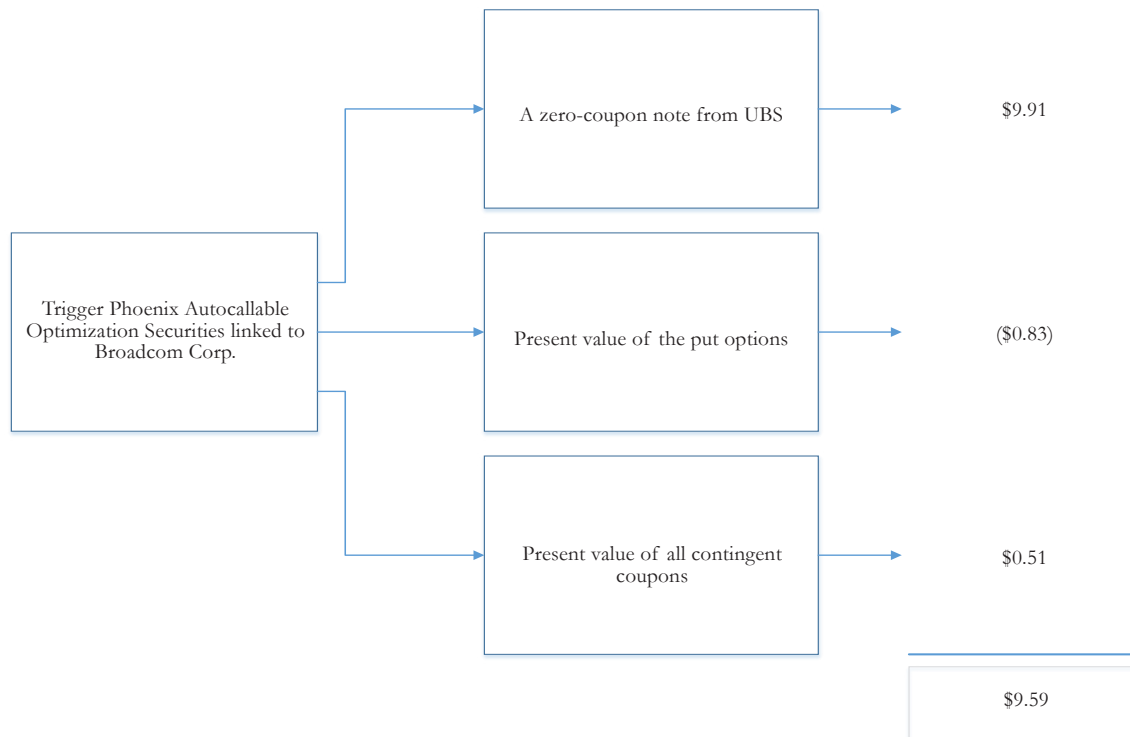 A zero-coupon note from UBS
$9.91
Trigger Phoenix Autocallable
Optimization Securities linked to
Broadcom Corp.
Present value of the put options
($0.83)
Present value of all contingent
coupons
$0.51
$9.59